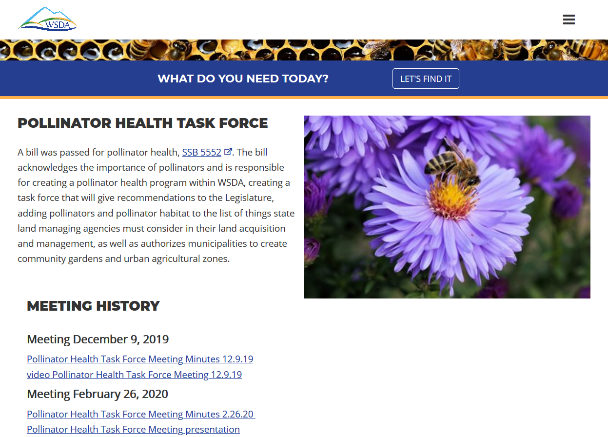 WSDA
WHAT DO YOU NEED TODAY?
LET'S FIND IT
POLLINATOR HEALTH TASK FORCE
A bill was passed for pollinator health, SSB 5552. The bill
acknowledges the importance of pollinators and is responsible
for creating a pollinator health program within WSDA, creating a
task force that will give recommendations to the Legislature,
adding pollinators and pollinator habitat to the list of things state
land managing agencies must consider in their land acquisition
and management, as well as authorizes municipalities to create
community gardens and urban agricultural zones.
MEETING HISTORY
Meeting December 9, 2019
Pollinator Health Task Force Meeting Minutes 12.9.19
video Pollinator Health Task Force Meeting 12.9.19
Meeting February 26, 2020
Pollinator Health Task Force Meeting Minutes 2.26.20
Pollinator Health Task Force Meeting presentation